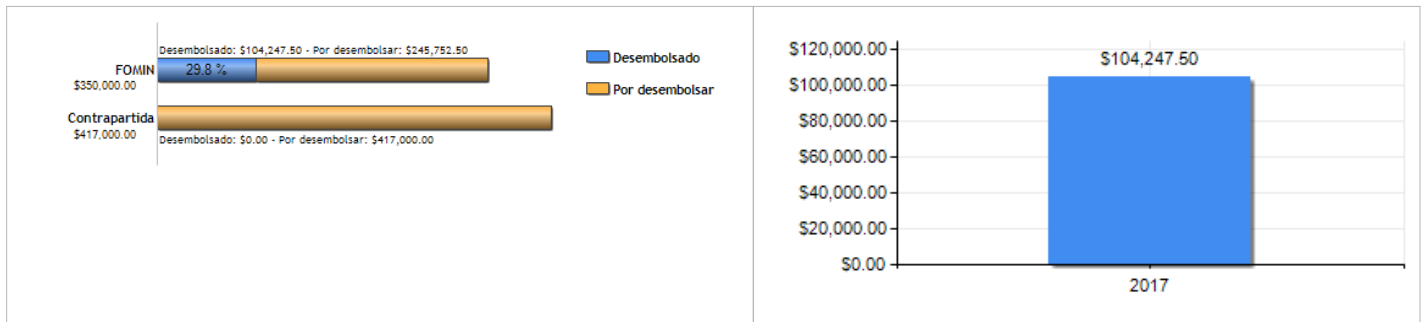 Desembolsado: $104,247.50 - Por desembolsar: $245,752.50
FOMIN
29.8 %
$350,000.00
Contrapartida
$417,000.00
Desembolsado: $0.00 - Por desembolsar: $417,000.00
Desembolsado
Por desembolsar
$120,000.00
$104,247.50
$100,000.00
$80,000.00
$60,000.00
$40,000.00
$20,000.00
$0.00
2017